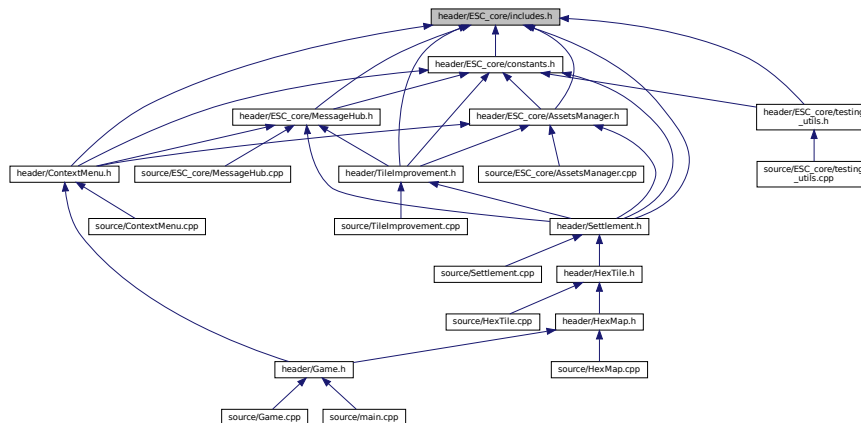 header/ESC_core/includes.h
header/ESC_core/constants.h
header/ESC_core/MessageHub.h
header/ESC_core/AssetsManager.h
header/ESC_core/testing
_utils.h
header/ContextMenu.h
source/ESC_core/MessageHub.cpp
header/TileImprovement.h
source/ESC_core/AssetsManager.cpp
source/ESC_core/testing
_utils.cpp
source/ContextMenu.cpp
source/TileImprovement.cpp
header/Settlement.h
source/Settlement.cpp
header/HexTile.h
source/HexTile.cpp
header/HexMap.h
header/Game.h
source/HexMap.cpp
source/Game.cpp
source/main.cpp